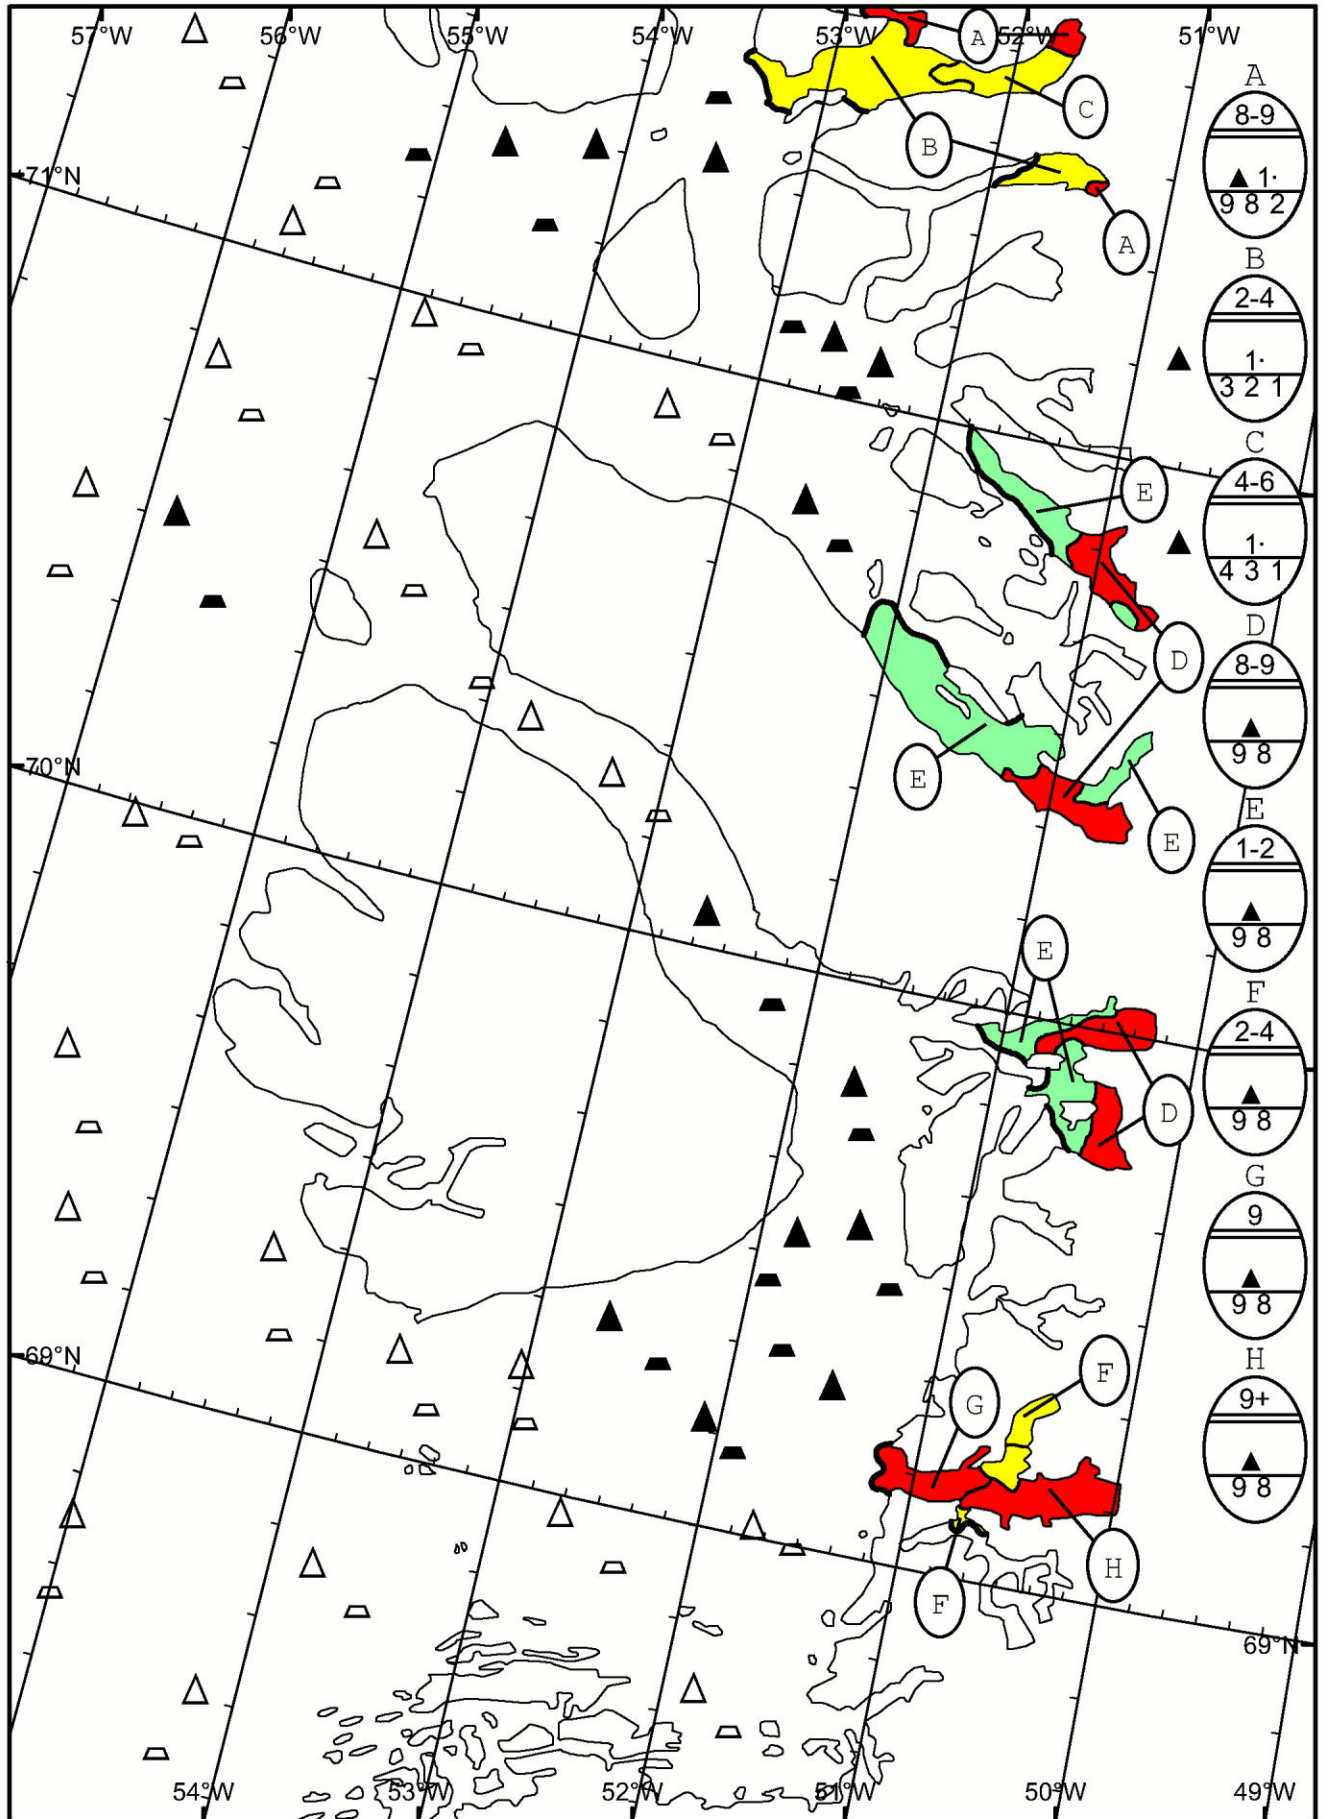 57°W 56°W 55°W 54°W 53°W 52°W 51°W
A
C
B
A
71°N
E
D
E
E
70°N
E
D
69°N
F
G
H
F
69°N
54°W 53°W 52°W 51°W 50°W 49°W
A
8-9
▲ 1·
9 8 2
B
2-4
▲ 1·
3 2 1
C
4-6
▲ 1·
4 3 1
D
8-9
▲
9 8
E
1-2
▲
9 8
F
2-4
▲
9 8
G
9
▲
9 8
H
9+
▲
9 8